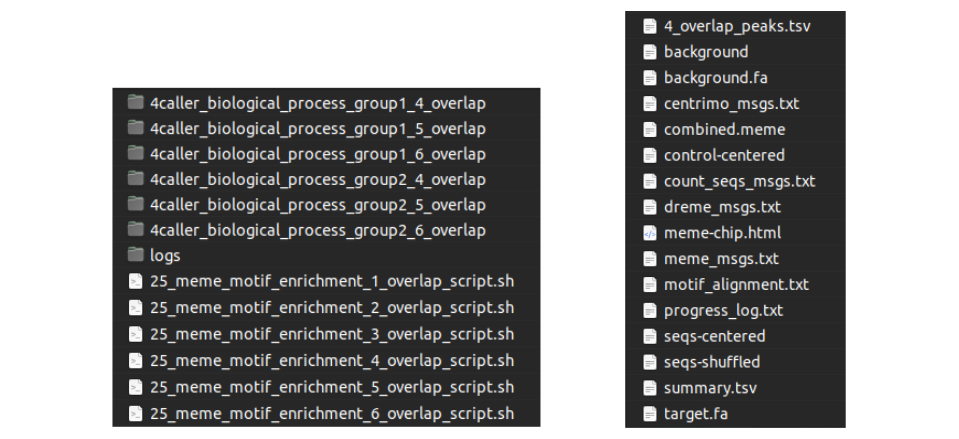 4caller_biological_process_group1_4_overlap
4caller_biological_process_group1_5_overlap
4caller_biological_process_group1_6_overlap
4caller_biological_process_group2_4_overlap
4caller_biological_process_group2_5_overlap
4caller_biological_process_group2_6_overlap
logs
25_meme_motif_enrichment_1_overlap_script.sh
25_meme_motif_enrichment_2_overlap_script.sh
25_meme_motif_enrichment_3_overlap_script.sh
25_meme_motif_enrichment_4_overlap_script.sh
25_meme_motif_enrichment_5_overlap_script.sh
25_meme_motif_enrichment_6_overlap_script.sh
4_overlap_peaks.tsv
background
background.fa
centrimo_msgs.txt
combined.meme
control-centered
count_seqs_msgs.txt
dreme_msgs.txt
meme-chip.html
meme_msgs.txt
motif_alignment.txt
progress_log.txt
seqs-centered
seqs-shuffled
summary.tsv
target.fa